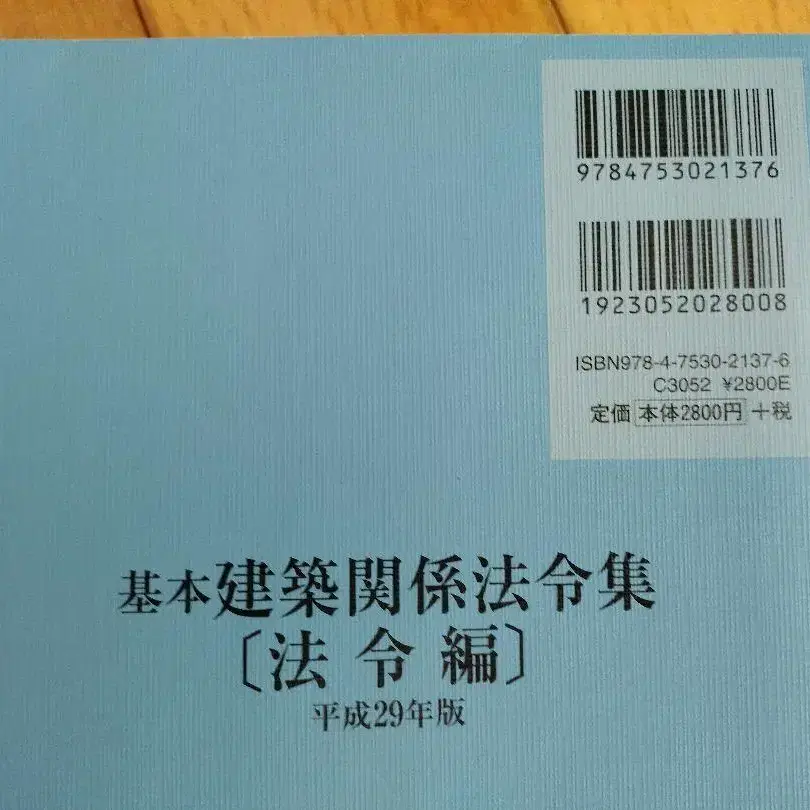 9784753021376
1923052028008
ISBN978-4-7530-2137-6
C3052 ¥2800E
定価 本体2800円 +税
基本 建築関係法令集
〔法令編〕
平成29年版